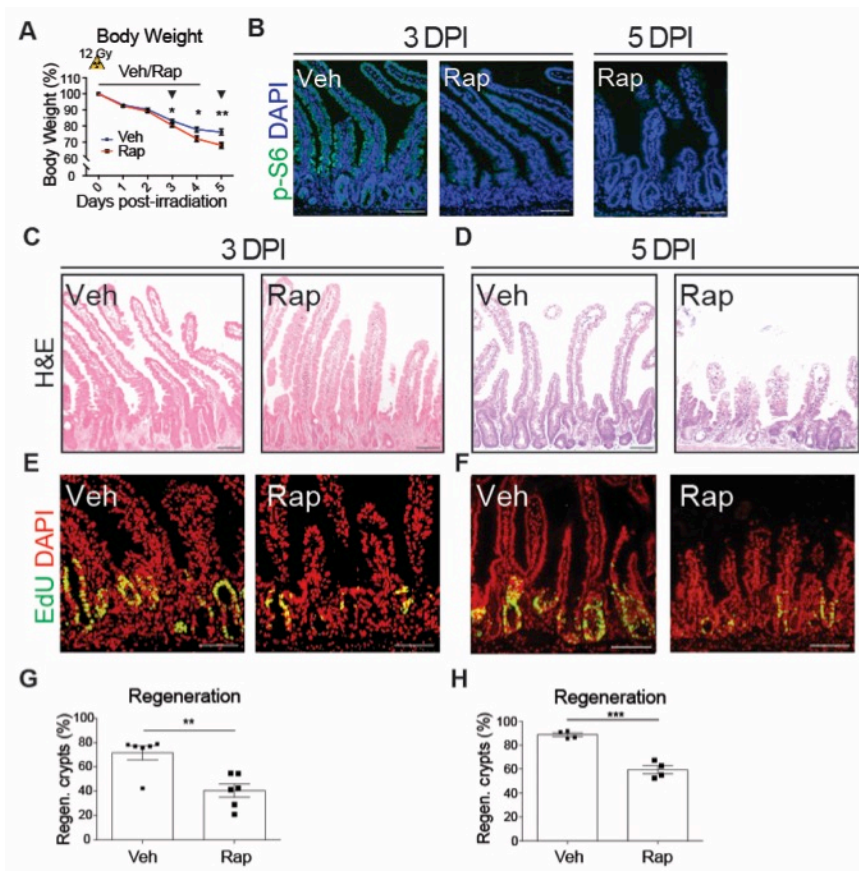 A
12 Gy
Body Weight
Veh/Rap
Body Weight (%)
110
100
90
80
70
60
0
* * **
Veh
Rap
0 1 2 3 4 5
Days post-irradiation
B
3 DPI 5 DPI
Veh Rap Rap
p-S6 DAPI
C
3 DPI
D
5 DPI
Veh Rap Veh Rap
H&E
E F
Veh Rap Veh Rap
EdU DAPI
G
Regeneration
**
Regen. crypts (%)
100
80
60
40
20
0
Veh Rap
H
Regeneration
***
Regen. crypts (%)
100
80
60
40
20
0
Veh Rap